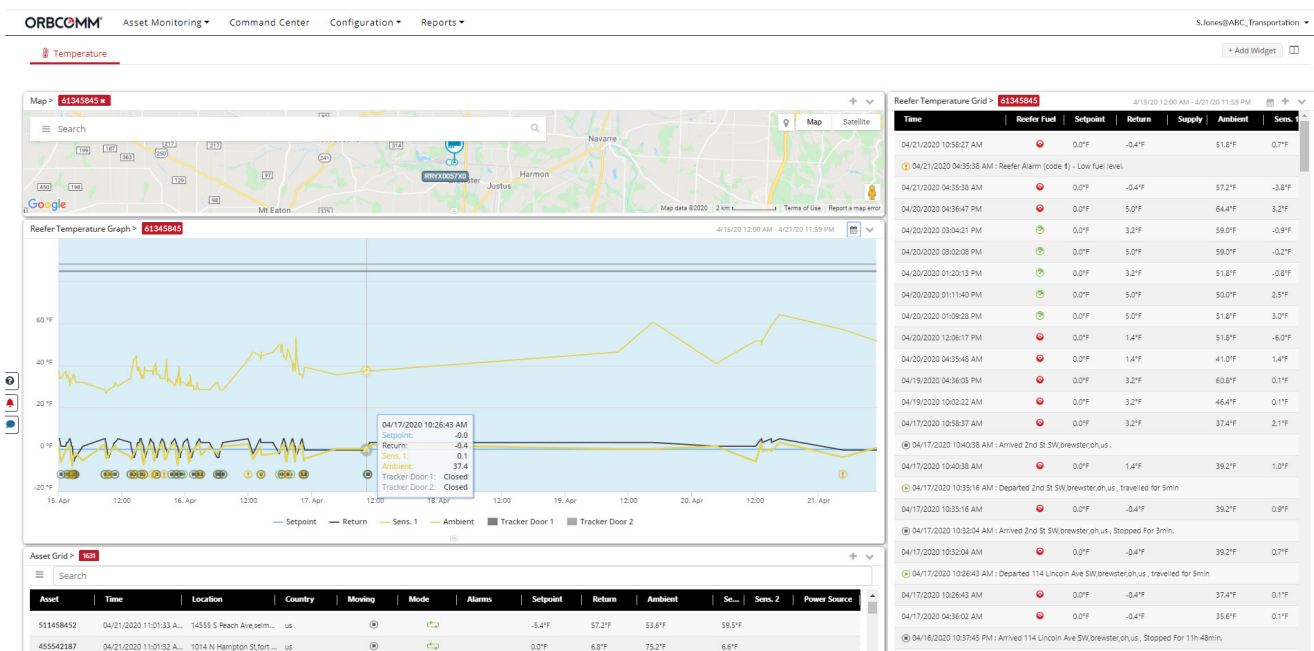 ORBCOMM Asset Monitoring Command Center Configuration Reports S.Jones@ABC_Transportation
Temperature + Add Widget
Map > 61345845 x
Search
Map Satellite
Navarre
Harmon
Justus
RRYX0057X0
Mt Eaton
Google
Map data ©2020 2 km Terms of Use Report a map error
Reefer Temperature Graph > 61345845 4/15/20 12:00 AM - 4/21/20 11:59 PM
60 °F
40 °F
20 °F
0 °F
-20 °F
04/17/2020 10:26:43 AM
Setpoint: -0.0
Return: -0.4
Sens. 1: 0.1
Ambient: 37.4
Tracker Door 1: Closed
Tracker Door 2: Closed
15. Apr 12:00 16. Apr 12:00 17. Apr 12:00 18. Apr 12:00 19. Apr 12:00 20. Apr 12:00 21. Apr
Setpoint Return Sens. 1 Ambient Tracker Door 1 Tracker Door 2
Asset Grid > 1631
Search
Asset Time Location Country Moving Mode Alarms Setpoint Return Ambient Se... Sens. 2 Power Source
511458452 04/21/2020 11:01:33 A... 14555 S Peach Ave,selm... us -5.4°F 57.2°F 53.6°F 59.5°F
455542187 04/21/2020 11:01:32 A... 1014 N Hampton St,fort ... us 0.0°F 6.8°F 75.2°F 6.6°F
Reefer Temperature Grid > 61345845 4/15/20 12:00 AM - 4/21/20 11:59 PM
Time Reefer Fuel Setpoint Return Supply Ambient Sens. 1
04/21/2020 10:58:27 AM 0.0°F -0.4°F 51.8°F 0.7°F
04/21/2020 04:35:38 AM : Reefer Alarm (code 1) - Low fuel level.
04/21/2020 04:35:38 AM 0.0°F -0.4°F 57.2°F -3.8°F
04/20/2020 04:36:47 PM 0.0°F 5.0°F 64.4°F 3.2°F
04/20/2020 03:04:21 PM 0.0°F 3.2°F 59.0°F -0.9°F
04/20/2020 03:02:08 PM 0.0°F 5.0°F 59.0°F -0.2°F
04/20/2020 01:20:13 PM 0.0°F 3.2°F 51.8°F -0.8°F
04/20/2020 01:11:40 PM 0.0°F 5.0°F 50.0°F 2.5°F
04/20/2020 01:09:28 PM 0.0°F 5.0°F 51.8°F 3.0°F
04/20/2020 12:06:17 PM 0.0°F 1.4°F 51.8°F -6.0°F
04/20/2020 04:35:48 AM 0.0°F 1.4°F 41.0°F 1.4°F
04/19/2020 04:36:05 PM 0.0°F 3.2°F 60.8°F 0.1°F
04/19/2020 10:02:22 AM 0.0°F 3.2°F 46.4°F 0.1°F
04/17/2020 10:58:37 AM 0.0°F 3.2°F 37.4°F 2.1°F
04/17/2020 10:40:38 AM : Arrived 2nd St SW,brewster,oh,us .
04/17/2020 10:40:38 AM 0.0°F 1.4°F 39.2°F 1.0°F
04/17/2020 10:35:16 AM : Departed 2nd St SW,brewster,oh,us , travelled for 5min
04/17/2020 10:35:16 AM 0.0°F -0.4°F 39.2°F 0.9°F
04/17/2020 10:32:04 AM : Arrived 2nd St SW,brewster,oh,us , Stopped For 3min.
04/17/2020 10:32:04 AM 0.0°F -0.4°F 39.2°F 0.7°F
04/17/2020 10:26:43 AM : Departed 114 Lincoln Ave SW,brewster,oh,us , travelled for 5min
04/17/2020 10:26:43 AM 0.0°F -0.4°F 37.4°F 0.1°F
04/17/2020 04:36:02 AM 0.0°F -0.4°F 35.6°F 0.1°F
04/16/2020 10:37:45 PM : Arrived 114 Lincoln Ave SW,brewster,oh,us , Stopped For 11h 48min.